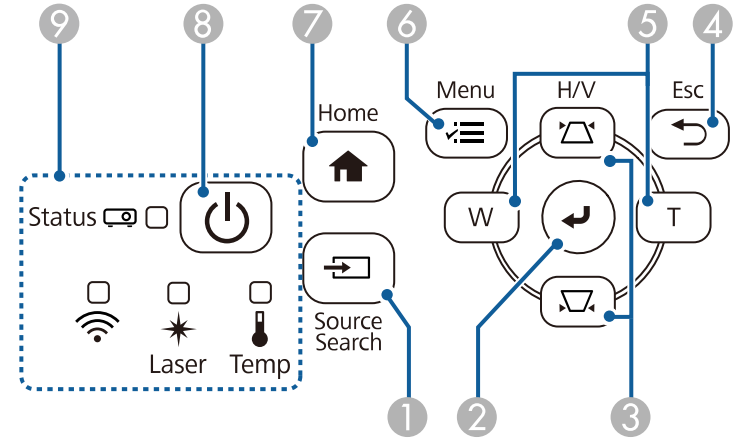 9 8 7 6 5 4
Menu H/V Esc
Home
Status
W T
Source
Search
Laser Temp
1 2 3